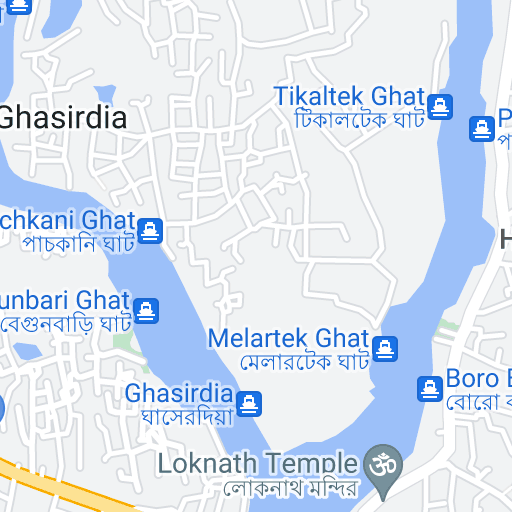 Tikaltek Ghat
টিকালটেক ঘাট
P
প
Ghasirdia
chkani Ghat
পাচকানি ঘাট
H
unbari Ghat
বেগুনবাড়ি ঘাট
Melartek Ghat
মেলারটেক ঘাট
Boro B
বোরো ব
Ghasirdia
ঘাসেরদিয়া
Loknath Temple
লোকনাথ মন্দির